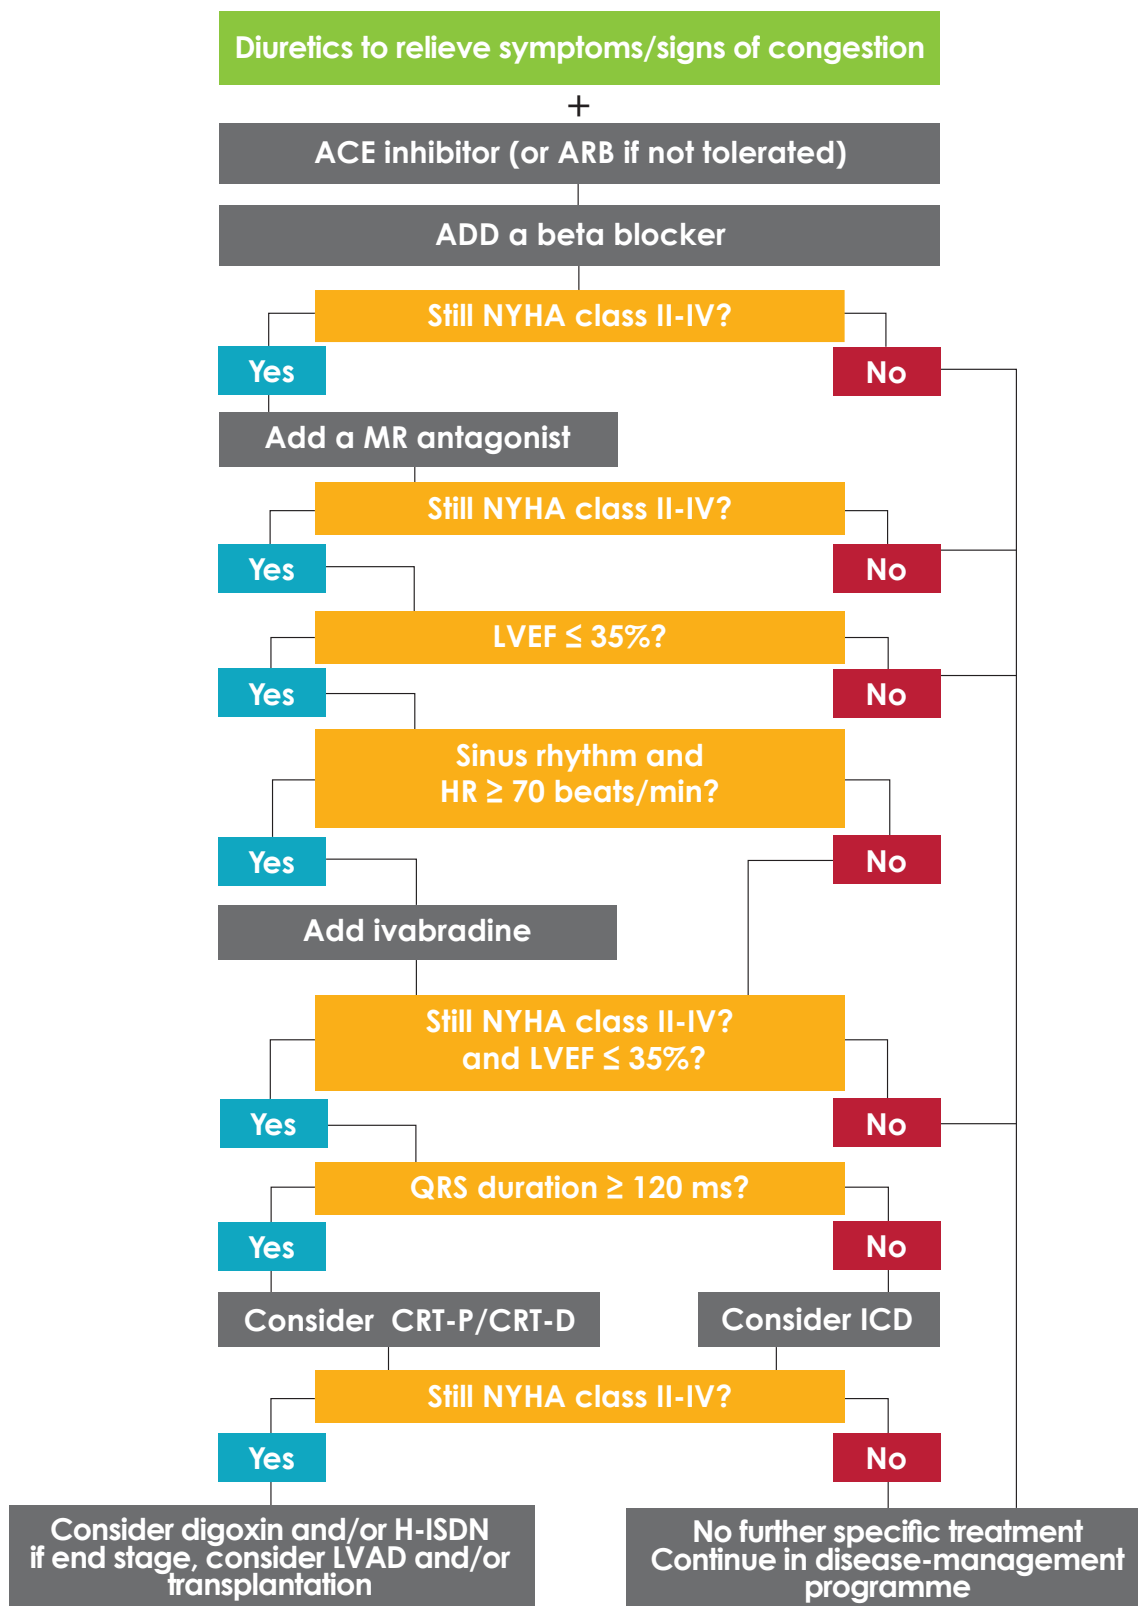 Diuretics to relieve symptoms/signs of congestion
+
ACE inhibitor (or ARB if not tolerated)
ADD a beta blocker
Still NYHA class II-IV?
Yes
No
Add a MR antagonist
Still NYHA class II-IV?
Yes
No
LVEF ≤ 35%?
Yes
No
Sinus rhythm and
HR ≥ 70 beats/min?
Yes
No
Add ivabradine
Still NYHA class II-IV?
and LVEF ≤ 35%?
Yes
No
QRS duration ≥ 120 ms?
Yes
No
Consider CRT-P/CRT-D
Consider ICD
Still NYHA class II-IV?
Yes
No
Consider digoxin and/or H-ISDN
if end stage, consider LVAD and/or
transplantation
No further specific treatment
Continue in disease-management
programme